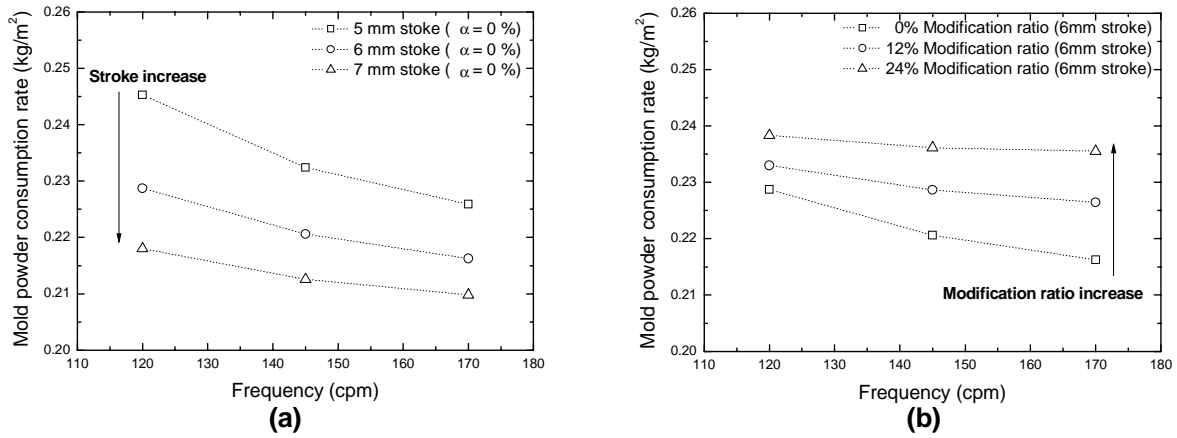 0.26
0.25
0.24
0.23
0.22
0.21
0.20
110 120 130 140 150 160 170 180
Mold powder consumption rate (kg/m²)
Frequency (cpm)
5 mm stoke ( α = 0 %)
6 mm stoke ( α = 0 %)
7 mm stoke ( α = 0 %)
Stroke increase
(a)
0.26
0.25
0.24
0.23
0.22
0.21
0.20
110 120 130 140 150 160 170 180
Mold powder consumption rate (kg/m²)
Frequency (cpm)
0% Modification ratio (6mm stroke)
12% Modification ratio (6mm stroke)
24% Modification ratio (6mm stroke)
Modification ratio increase
(b)